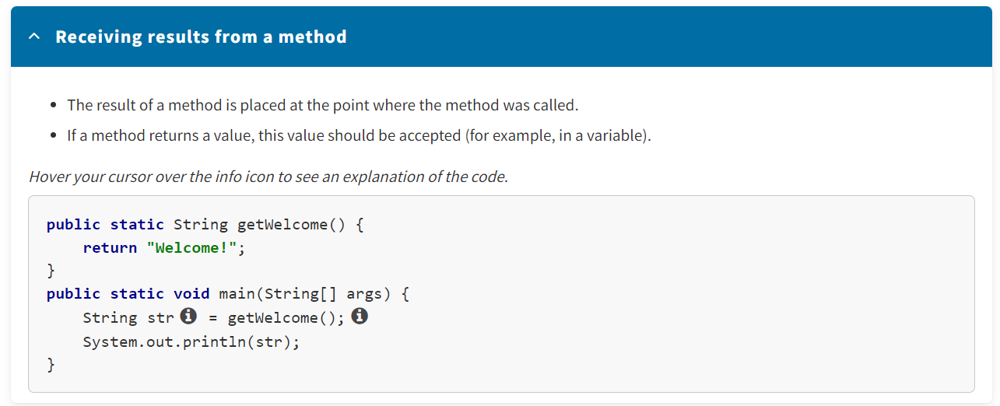 Receiving results from a method
The result of a method is placed at the point where the method was called.
If a method returns a value, this value should be accepted (for example, in a variable).
Hover your cursor over the info icon to see an explanation of the code.
public static String getWelcome() {
    return "Welcome!";
}
public static void main(String[] args) {
    String str = getWelcome();
    System.out.println(str);
}